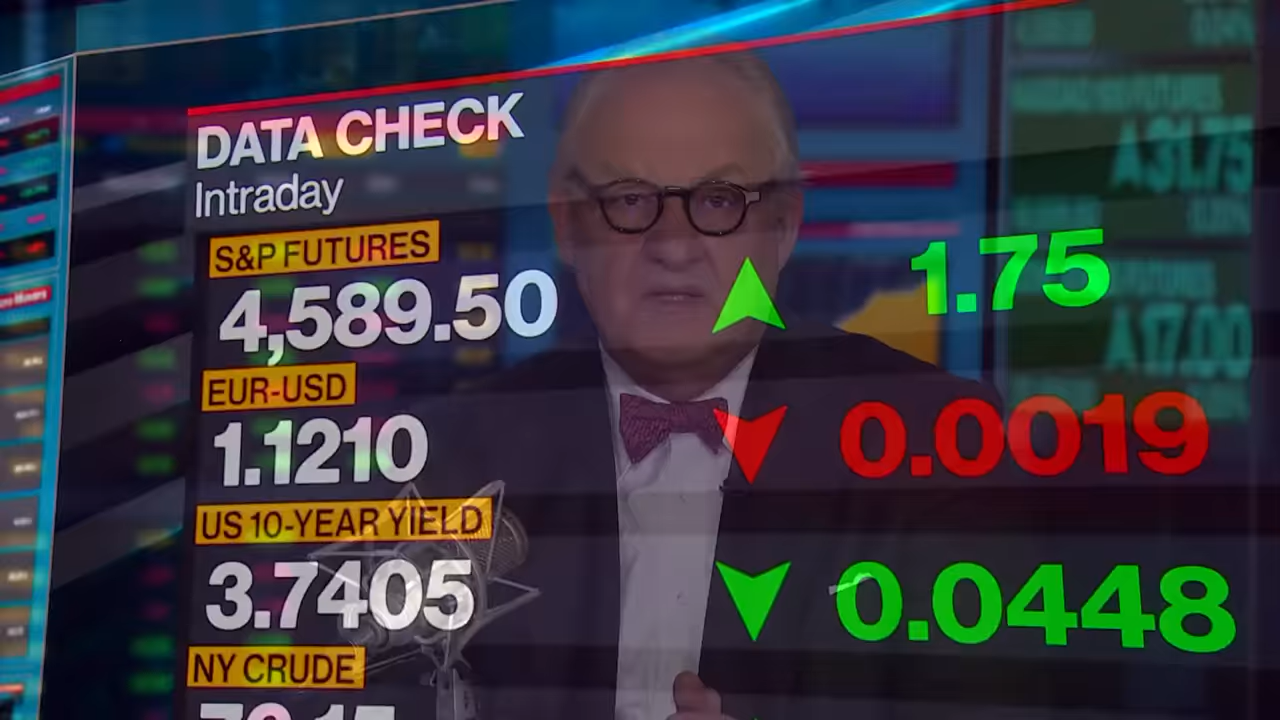 DATA CHECK
Intraday
S&P FUTURES
4,589.50 1.75
EUR-USD
1.1210 0.0019
US 10-YEAR YIELD
3.7405 0.0448
NY CRUDE